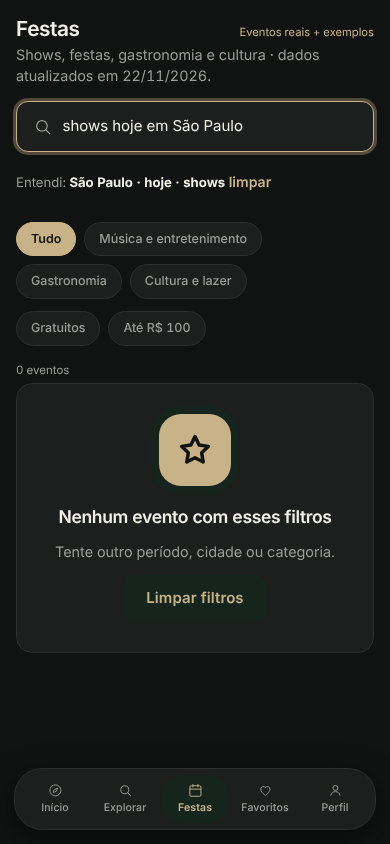 Festas
Eventos reais + exemplos
Shows, festas, gastronomia e cultura · dados
atualizados em 22/11/2026.
shows hoje em São Paulo
Entendi: São Paulo · hoje · shows limpar
Tudo
Música e entretenimento
Gastronomia
Cultura e lazer
Gratuitos
Até R$ 100
0 eventos
Nenhum evento com esses filtros
Tente outro período, cidade ou categoria.
Limpar filtros
Início
Explorar
Festas
Favoritos
Perfil